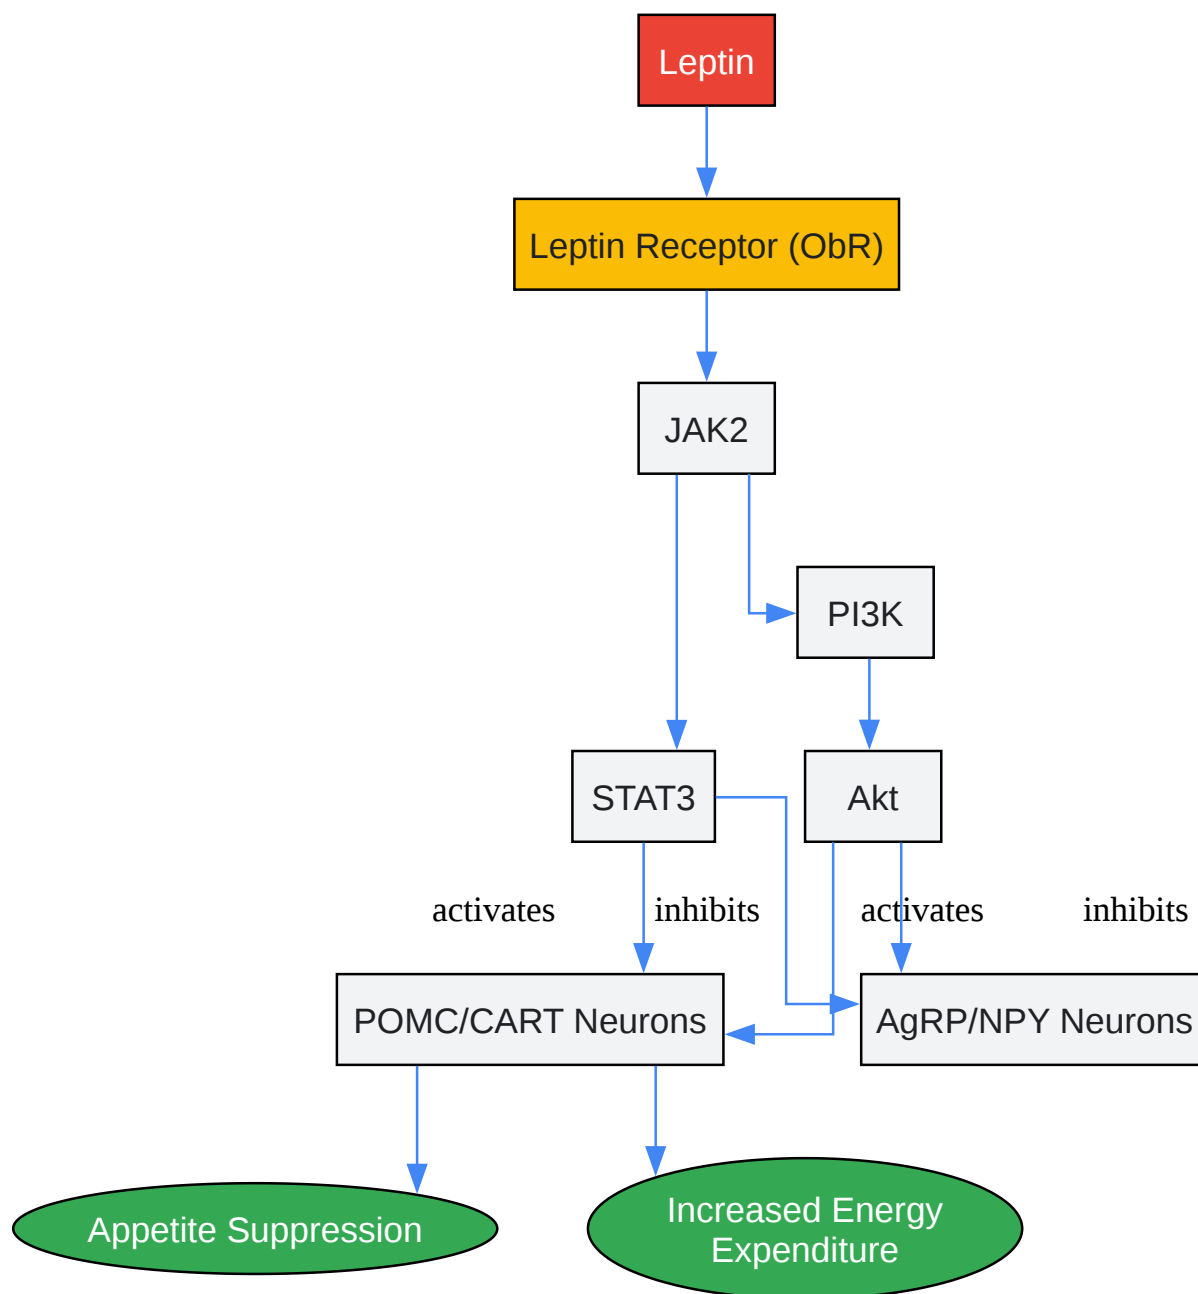 Leptin
Leptin Receptor (ObR)
JAK2
PI3K
STAT3
Akt
activates
inhibits
activates
inhibits
POMC/CART Neurons
AgRP/NPY Neurons
Appetite Suppression
Increased Energy
Expenditure